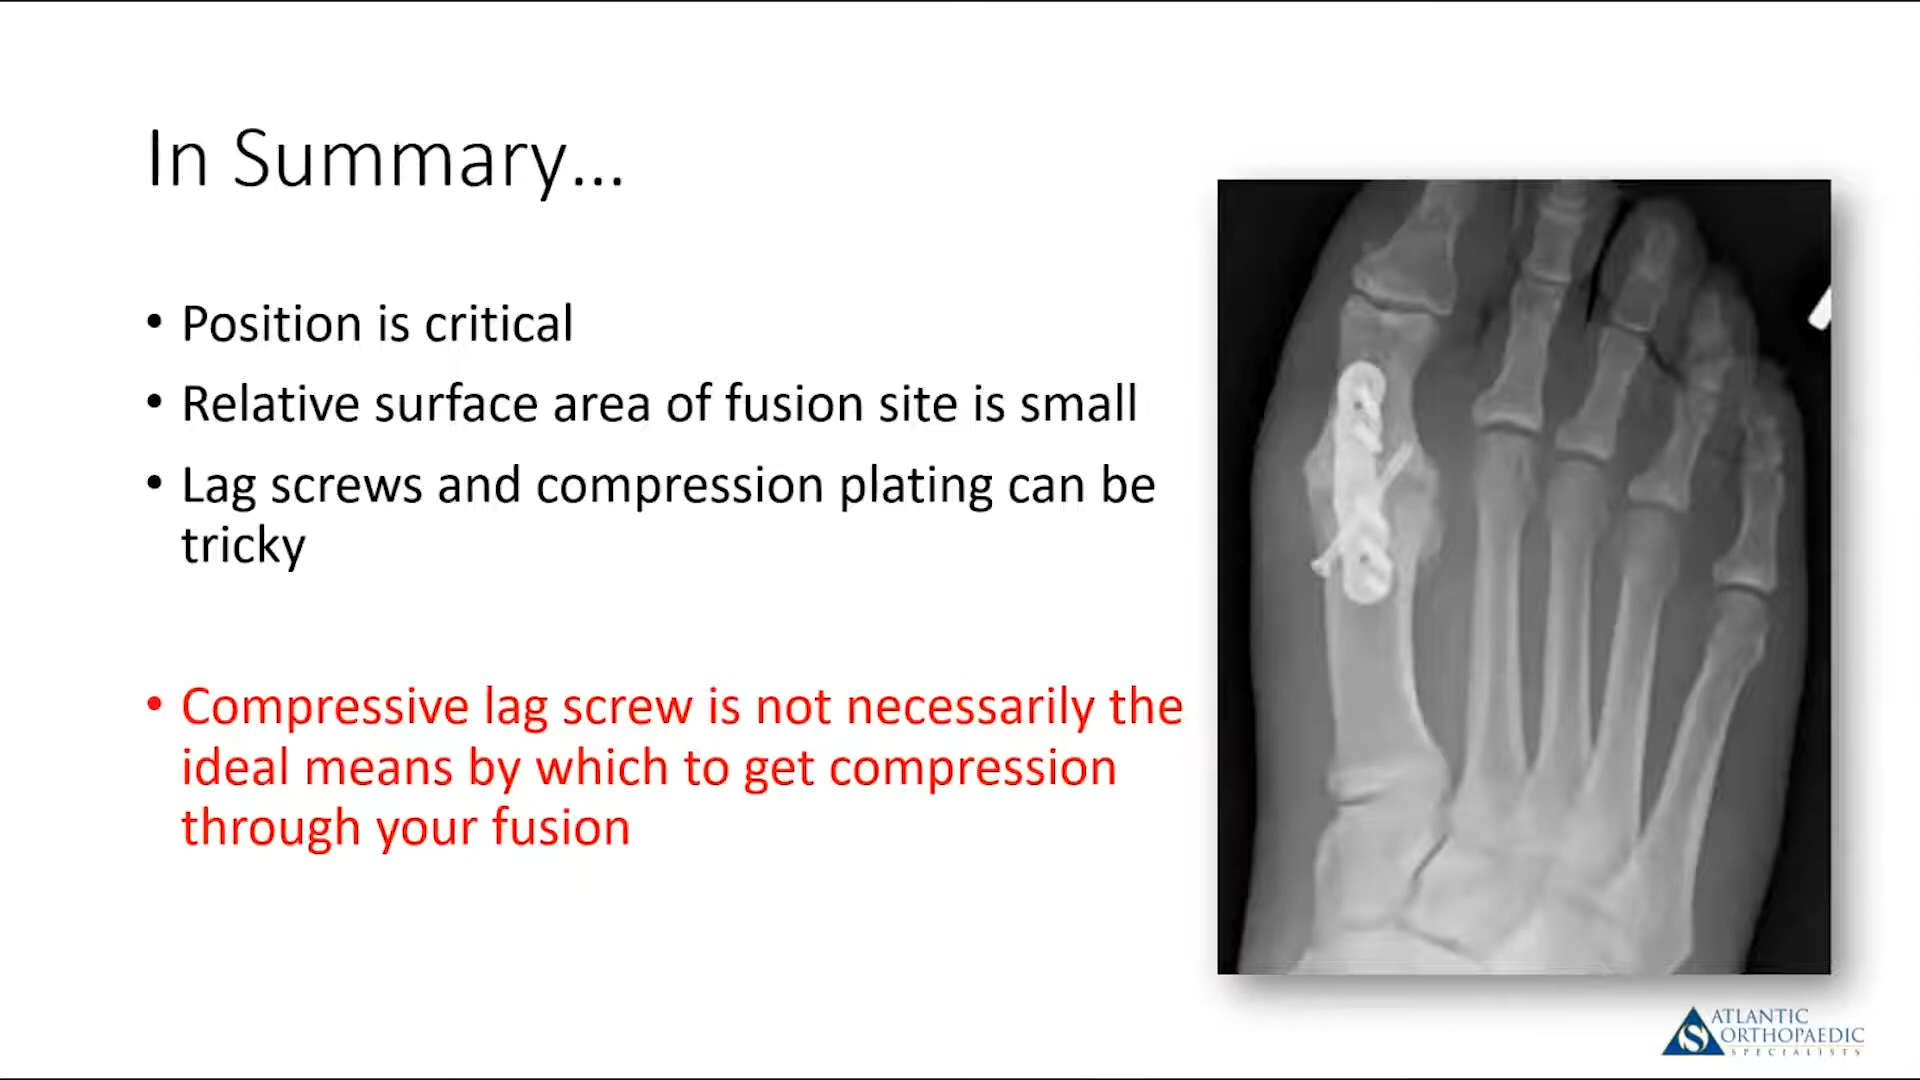 In Summary...
• Position is critical
• Relative surface area of fusion site is small
• Lag screws and compression plating can be
tricky
• Compressive lag screw is not necessarily the
ideal means by which to get compression
through your fusion
ATLANTIC
ORTHOPAEDIC
SPECIALISTS